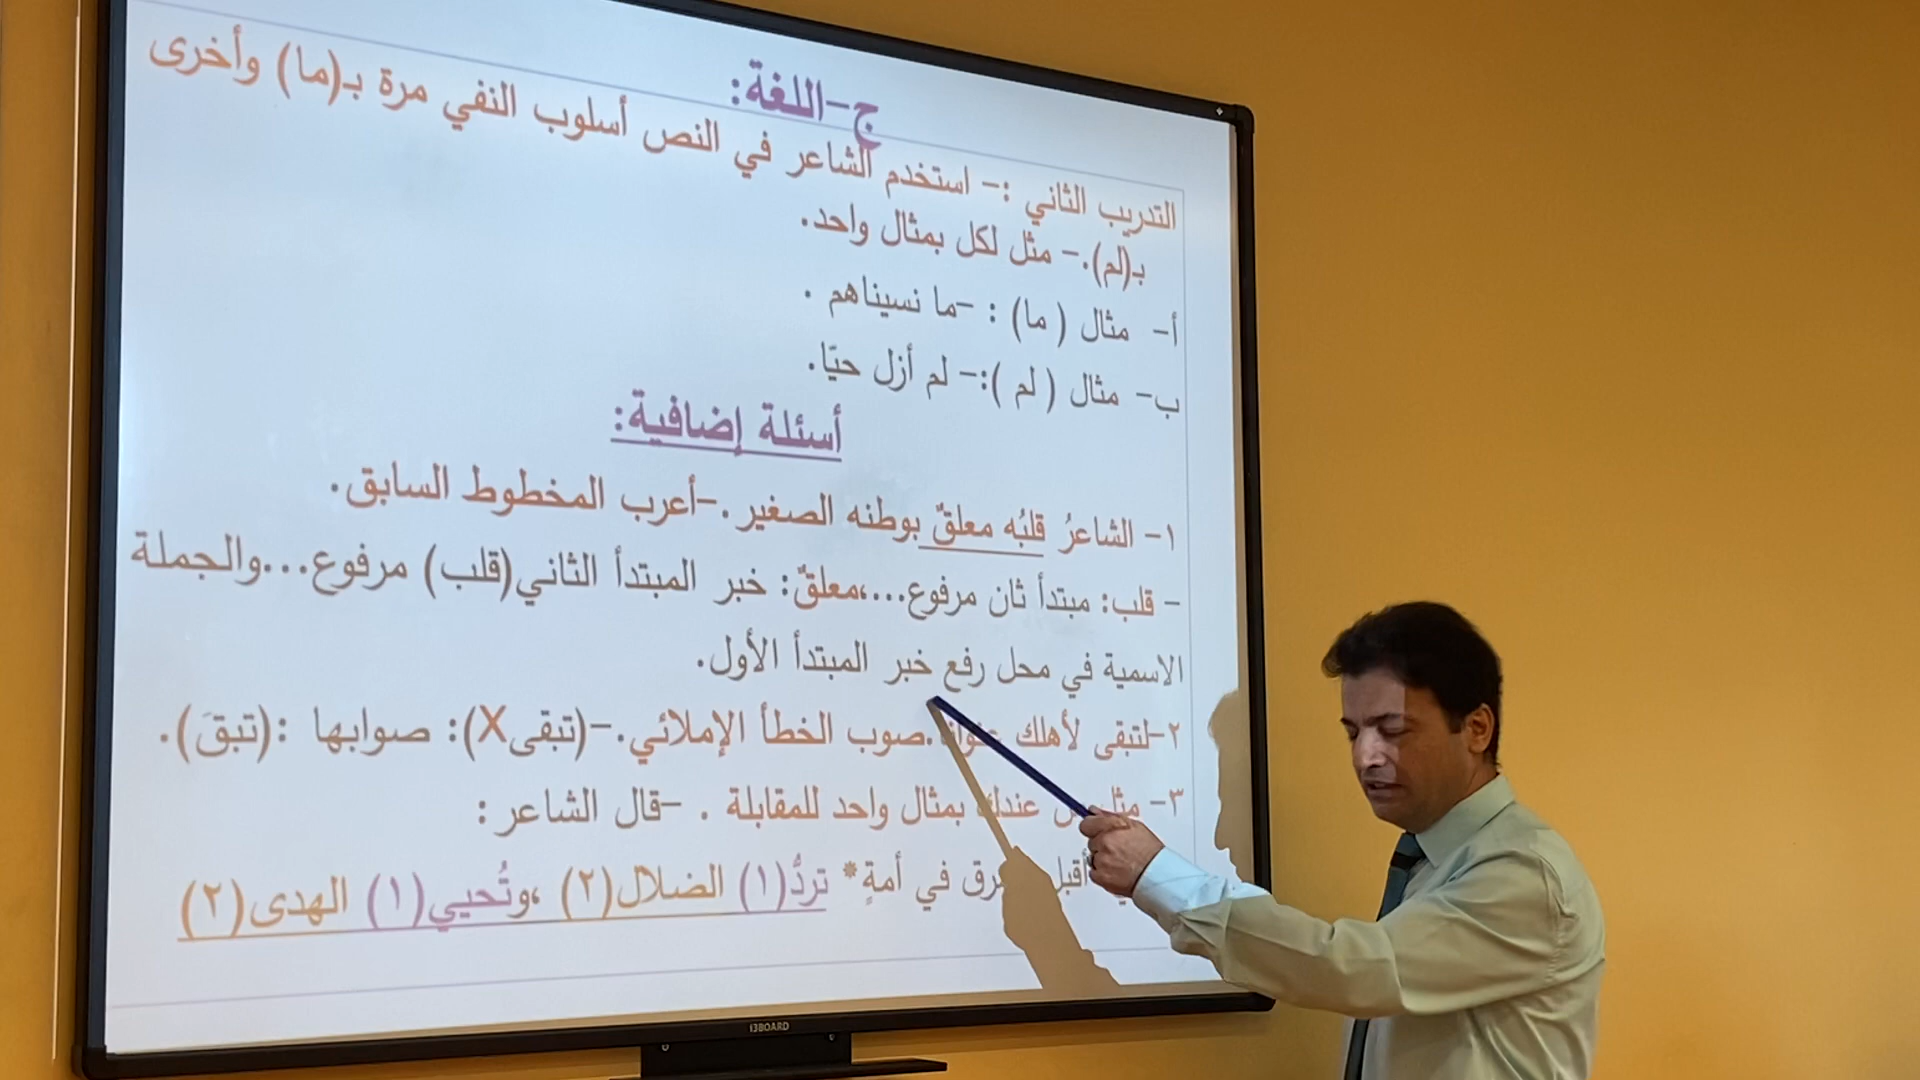 ج-اللغة:
التدريب الثاني :- استخدم الشاعر في النص أسلوب النفي مرة بـ(ما) وأخرى
بـ(لم).- مثل لكل بمثال واحد.
أ- مثال ( ما) : -ما نسيناهم .
ب- مثال ( لم ):- لم أزل حيّا.
أسئلة إضافية:
١- الشاعرُ قلبُه معلقٌ بوطنه الصغير.-أعرب المخطوط السابق.
- قلب: مبتدأ ثان مرفوع...،معلقٌ: خبر المبتدأ الثاني(قلب) مرفوع...والجملة
الاسمية في محل رفع خبر المبتدأ الأول.
٢-لتبقى لأهلك .صوب الخطأ الإملائي.-(تبقىX): صوابها :(تبقَ).
٣- عندك بمثال واحد للمقابلة . -قال الشاعر :
في أمةٍ* تردُّ(١) الضلال(٢) ،وتُحيي(١) الهدى(٢)
i3BOARD